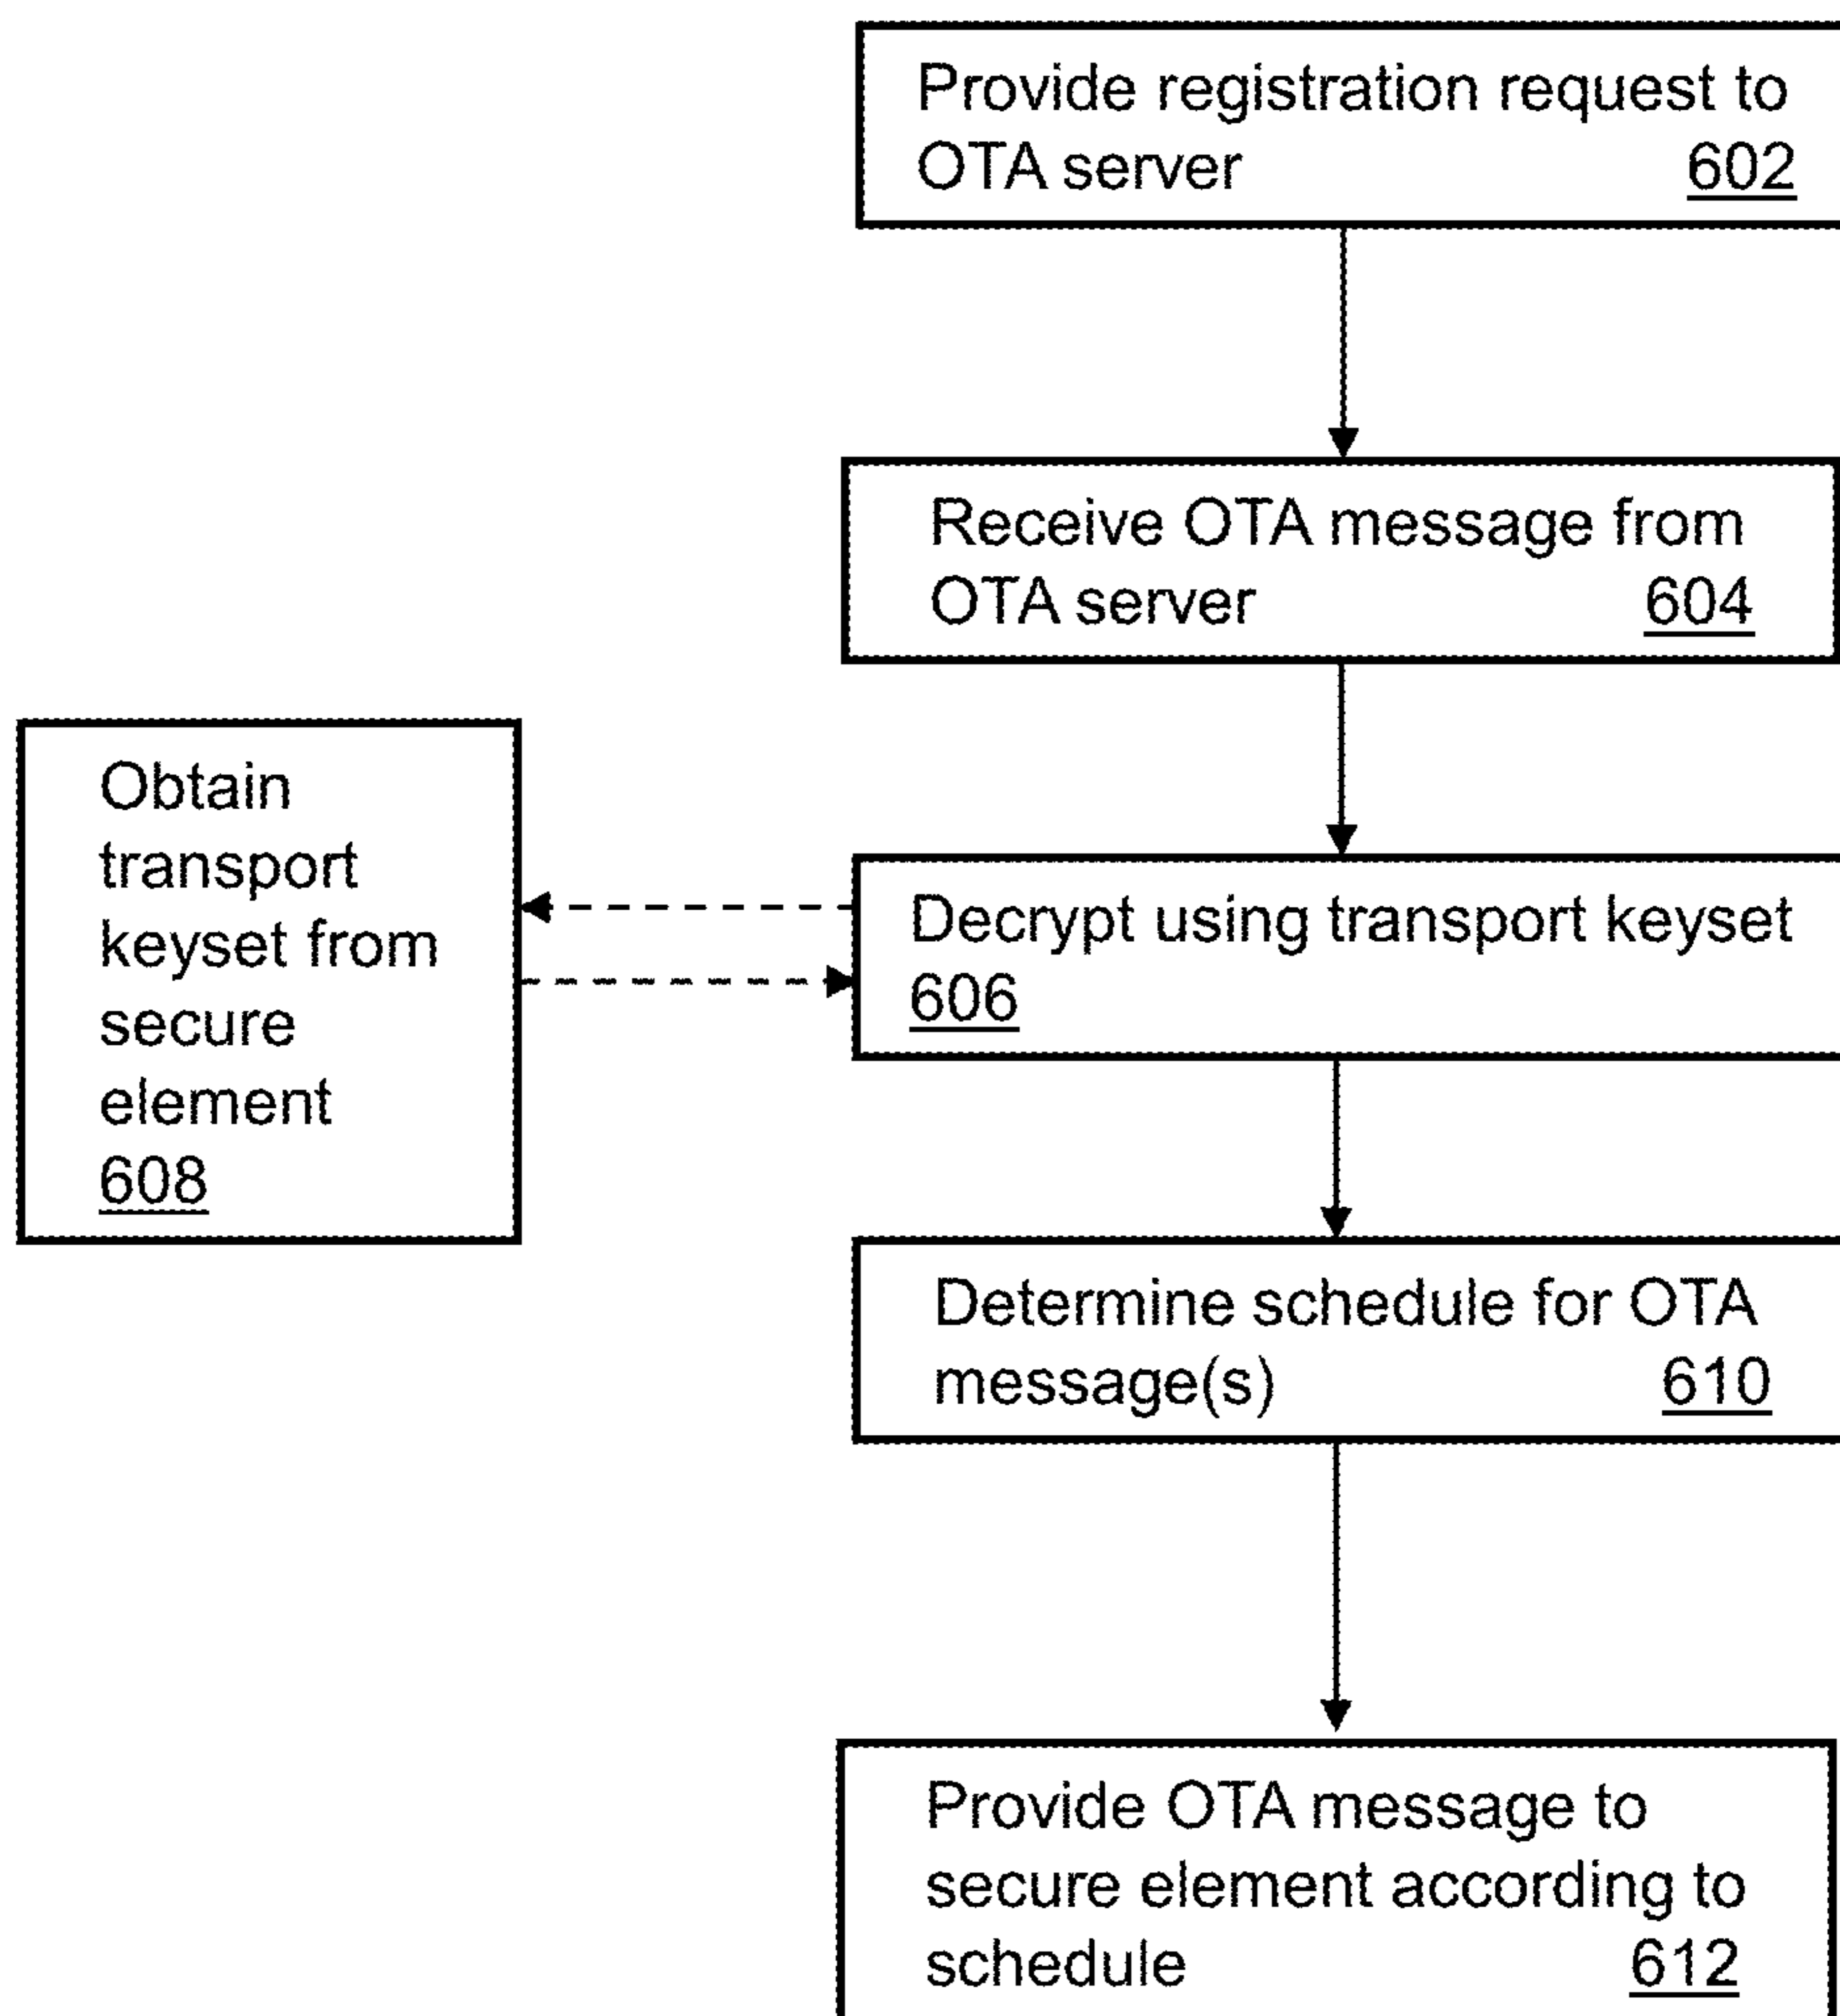 Provide registration request to
OTA server 602
Receive OTA message from
OTA server 604
Obtain
transport
keyset from
secure
element
608
Decrypt using transport keyset
606
Determine schedule for OTA
message(s) 610
Provide OTA message to
secure element according to
schedule 612